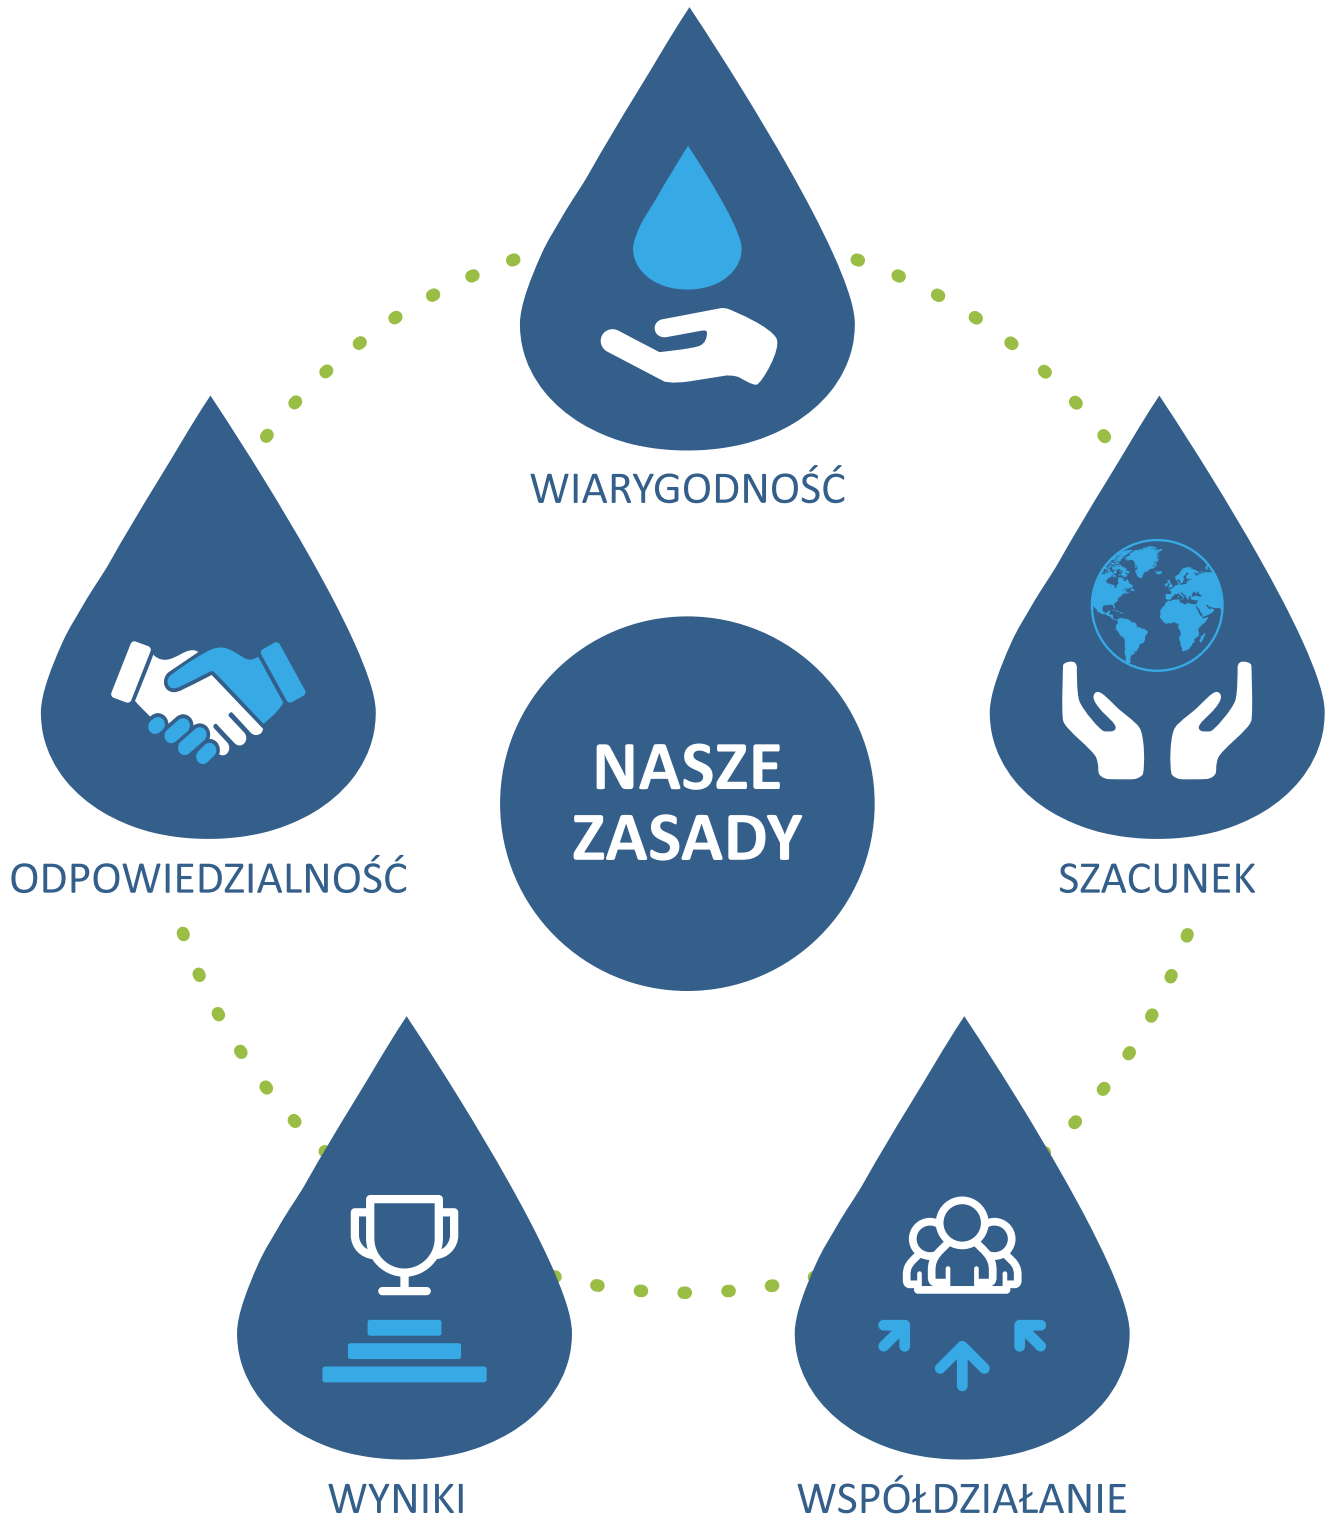 WIARYGODNOŚĆ
NASZE
ZASADY
ODPOWIEDZIALNOŚĆ
SZACUNEK
WYNIKI
WSPÓŁDZIAŁANIE